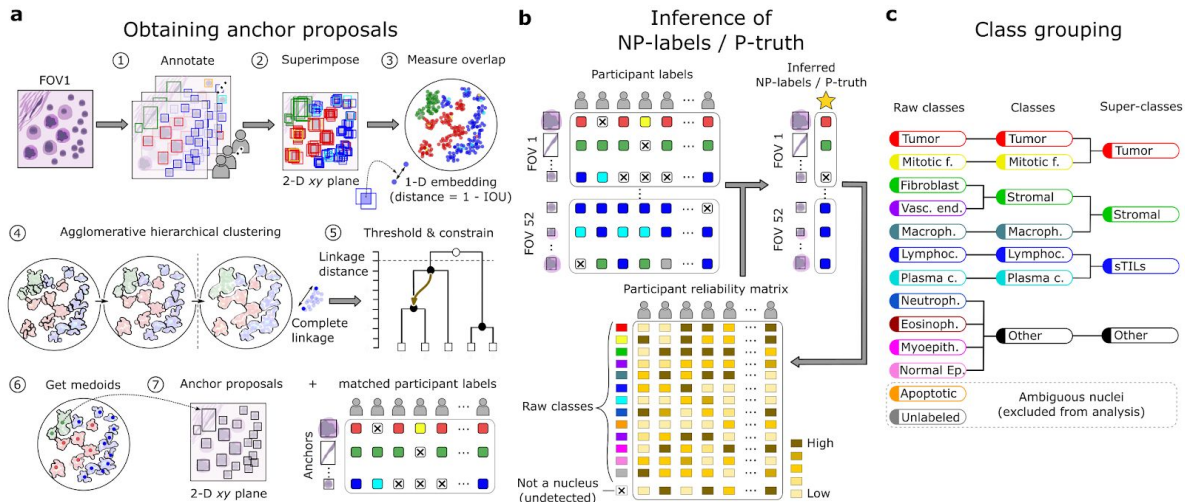 a
Obtaining anchor proposals
FOV1
1 Annotate
2 Superimpose
3 Measure overlap
2-D xy plane
1-D embedding
(distance = 1 - IOU)
4 Agglomerative hierarchical clustering
5 Threshold & constrain
Linkage
distance
Complete
linkage
6 Get medoids
7 Anchor proposals
+ matched participant labels
Anchors
2-D xy plane
b
Inference of
NP-labels / P-truth
Participant labels
Inferred
NP-labels / P-truth
FOV 1
FOV 52
FOV 1
FOV 52
Participant reliability matrix
Raw classes
Not a nucleus
(undetected)
High
Low
c
Class grouping
Raw classes
Classes
Super-classes
Tumor
Tumor
Tumor
Mitotic f.
Mitotic f.
Fibroblast
Stromal
Stromal
Vasc. end.
Macroph.
Macroph.
Lymphoc.
Lymphoc.
sTILs
Plasma c.
Plasma c.
Neutroph.
Eosinoph.
Other
Other
Myoepith.
Normal Ep.
Apoptotic
Unlabeled
Ambiguous nuclei
(excluded from analysis)